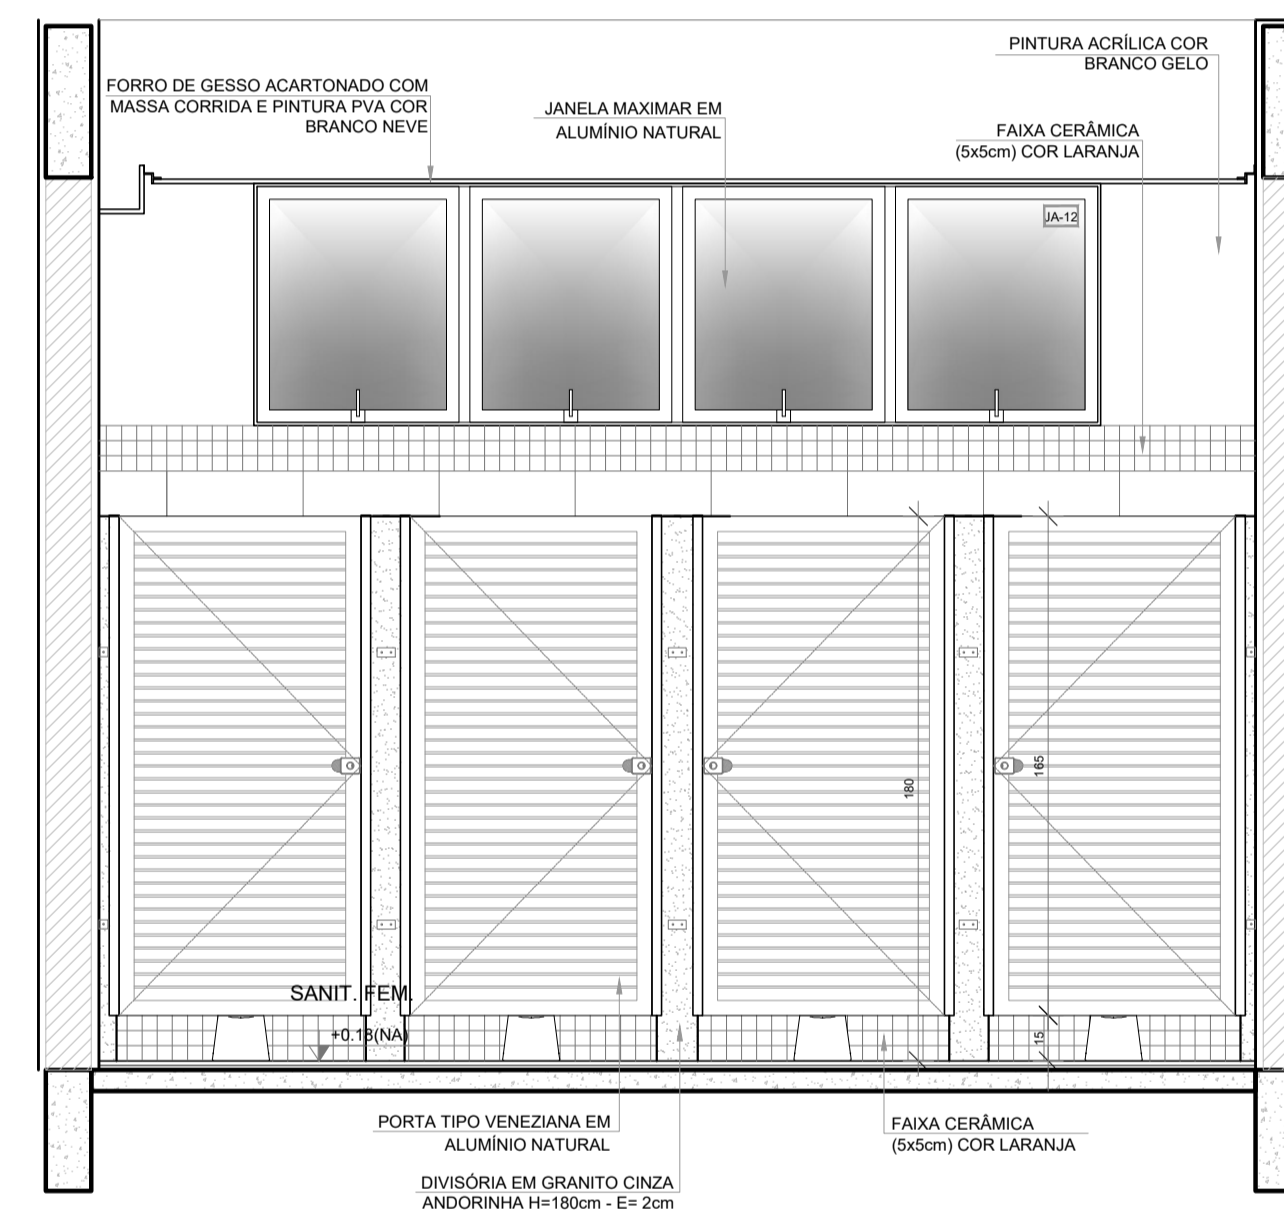 PINTURA ACRÍLICA COR
BRANCO GELO
FORRO DE GESSO ACARTONADO COM
MASSA CORRIDA E PINTURA PVA COR
BRANCO NEVE
JANELA MAXIMAR EM
ALUMÍNIO NATURAL
FAIXA CERÂMICA
(5x5cm) COR LARANJA
JA-12
180
165
SANIT. FEM.
+0.18(NA)
15
PORTA TIPO VENEZIANA EM
ALUMÍNIO NATURAL
FAIXA CERÂMICA
(5x5cm) COR LARANJA
DIVISÓRIA EM GRANITO CINZA
ANDORINHA H=180cm - E= 2cm